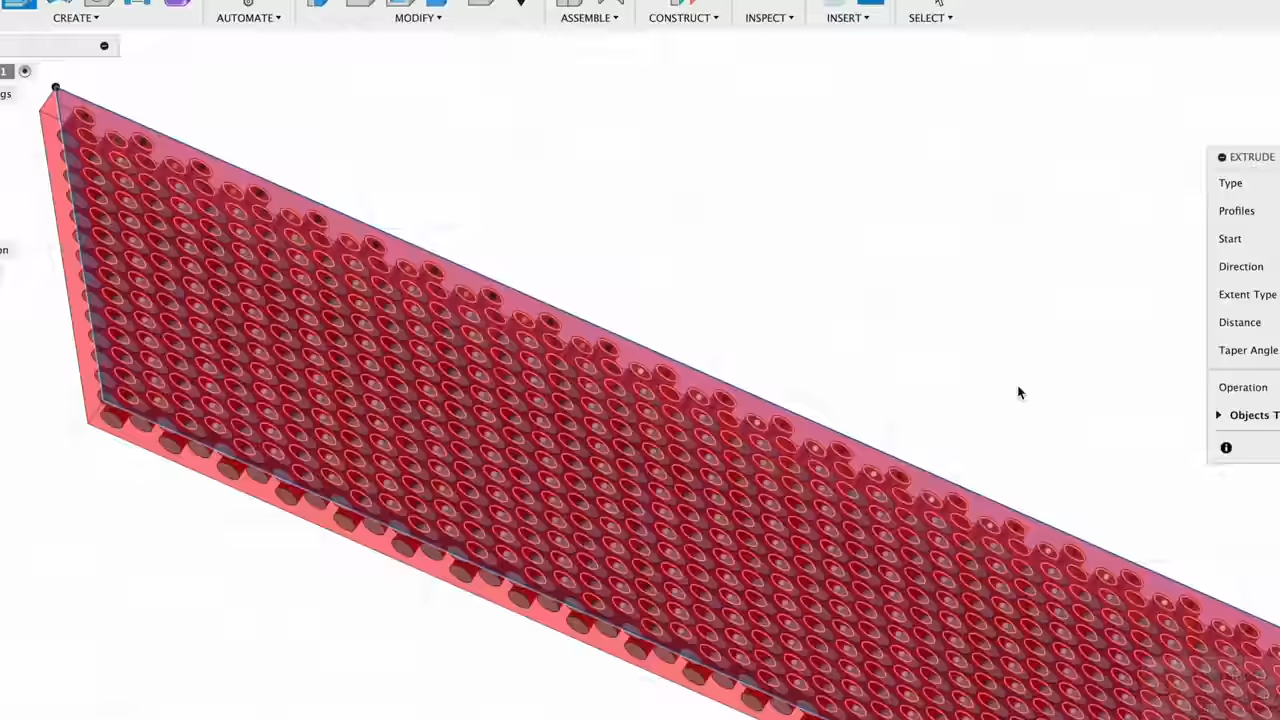 CREATE▾ AUTOMATE▾ MODIFY▾ ASSEMBLE▾ CONSTRUCT▾ INSPECT▾ INSERT▾ SELECT▾
1
gs
on
EXTRUDE
Type
Profiles
Start
Direction
Extent Type
Distance
Taper Angle
Operation
Objects T